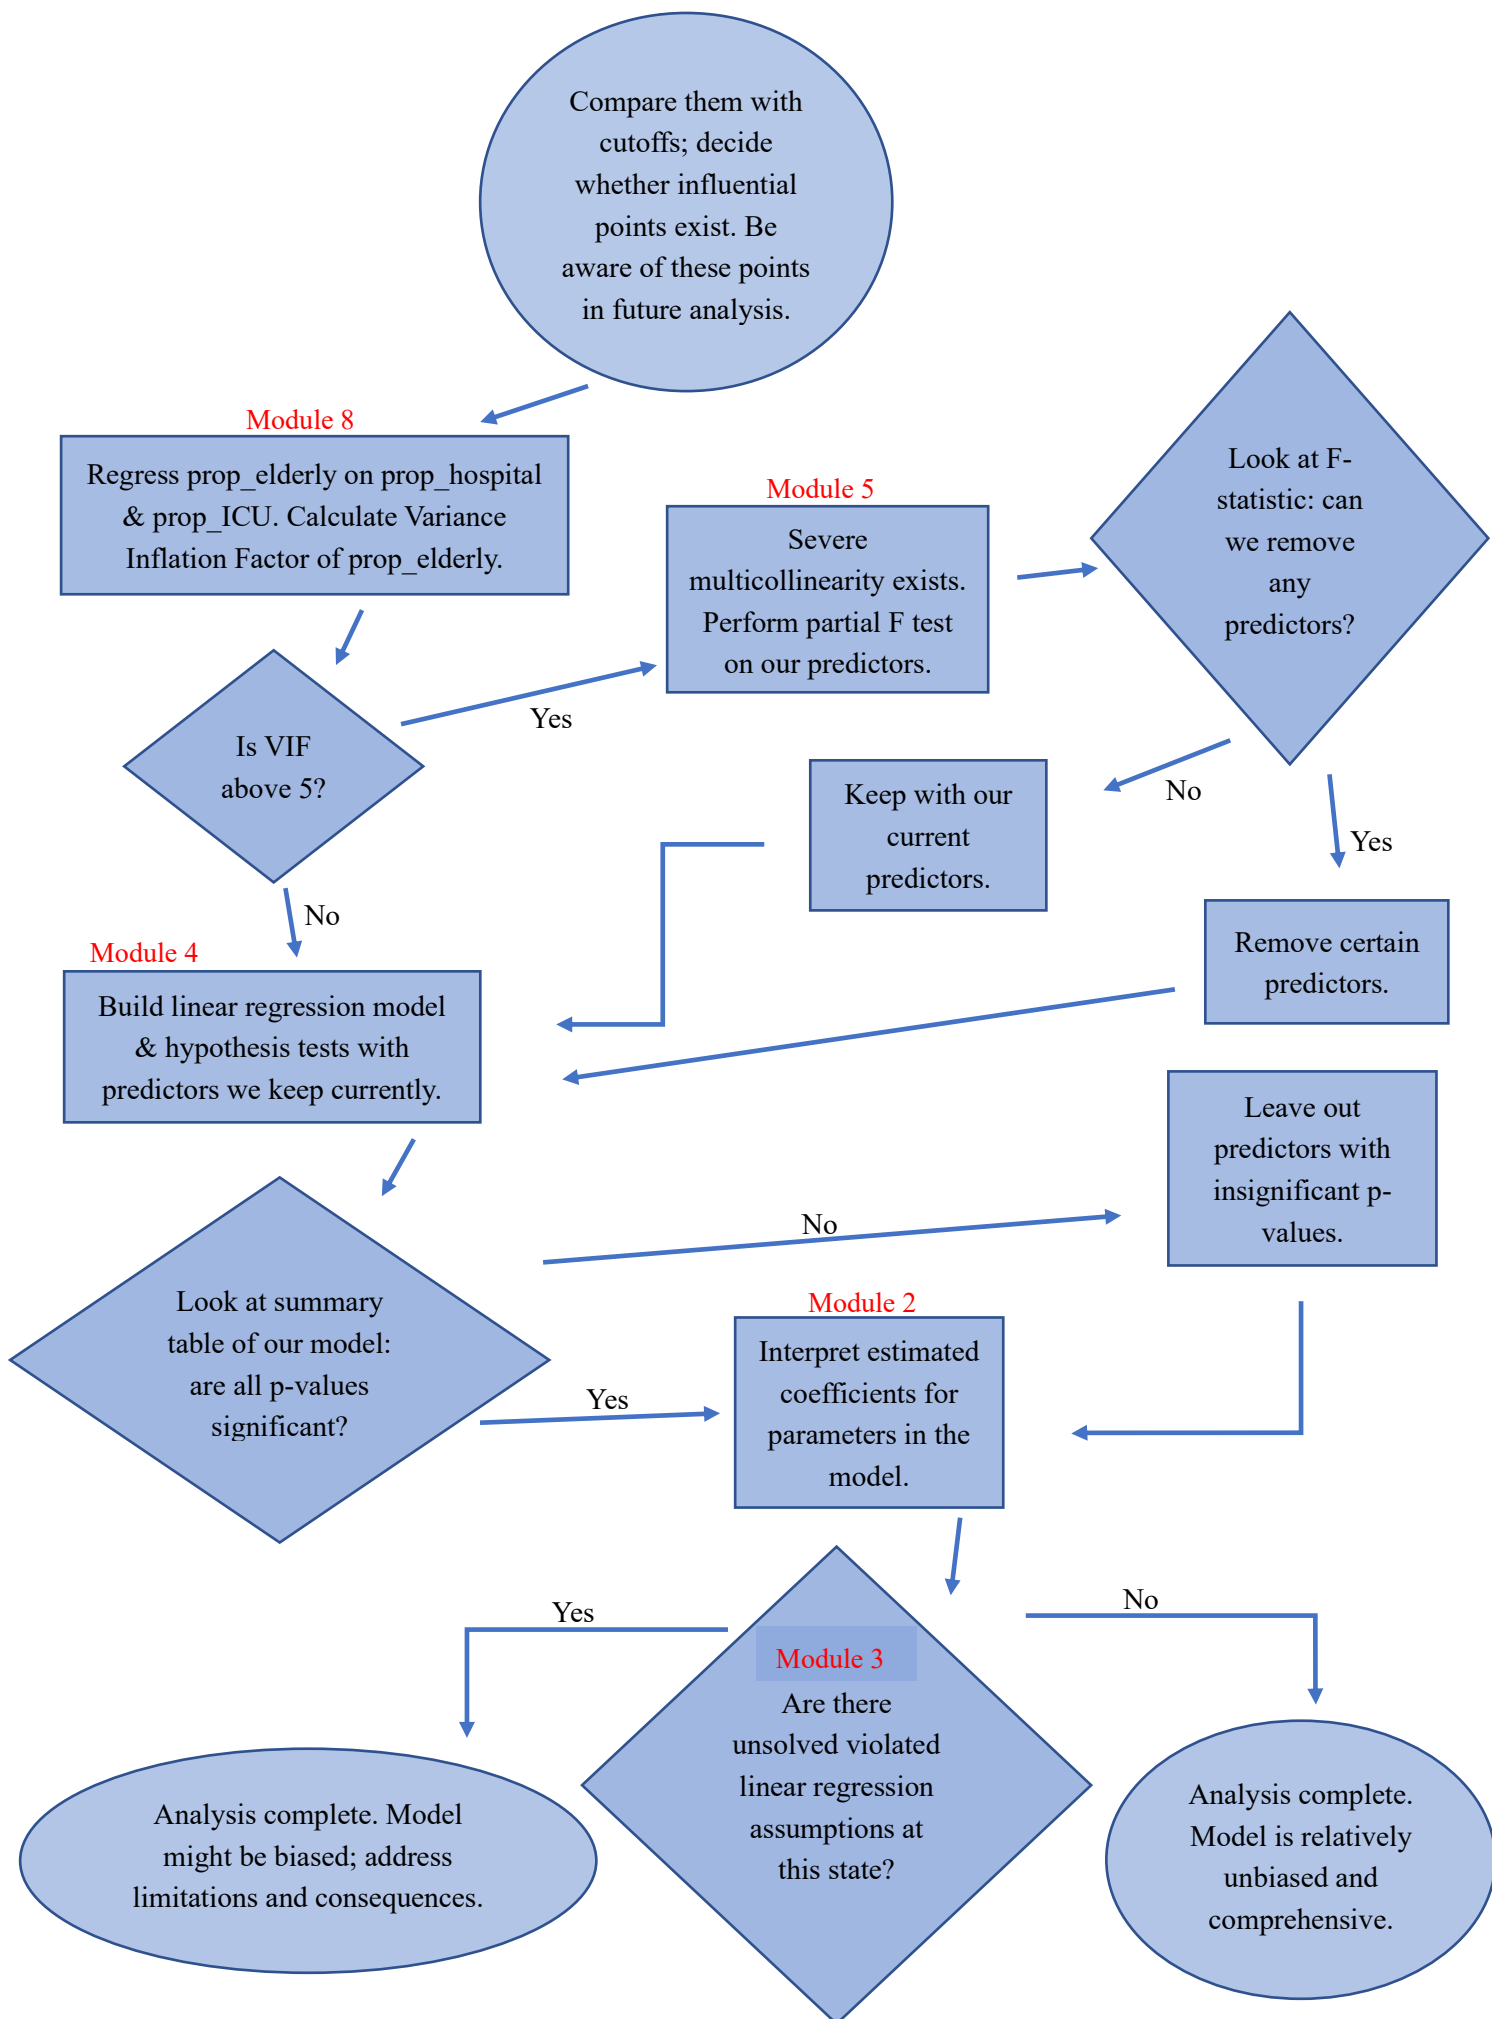 Compare them with
cutoffs; decide
whether influential
points exist. Be
aware of these points
in future analysis.
Module 8
Regress prop_elderly on prop_hospital
& prop_ICU. Calculate Variance
Inflation Factor of prop_elderly.
Module 5
Severe
multicollinearity exists.
Perform partial F test
on our predictors.
Look at F-
statistic: can
we remove
any
predictors?
Is VIF
above 5?
Yes
No
Yes
Keep with our
current
predictors.
Remove certain
predictors.
No
Module 4
Build linear regression model
& hypothesis tests with
predictors we keep currently.
Leave out
predictors with
insignificant p-
values.
No
Look at summary
table of our model:
are all p-values
significant?
Yes
Module 2
Interpret estimated
coefficients for
parameters in the
model.
Yes
No
Module 3
Are there
unsolved violated
linear regression
assumptions at
this state?
Analysis complete. Model
might be biased; address
limitations and consequences.
Analysis complete.
Model is relatively
unbiased and
comprehensive.